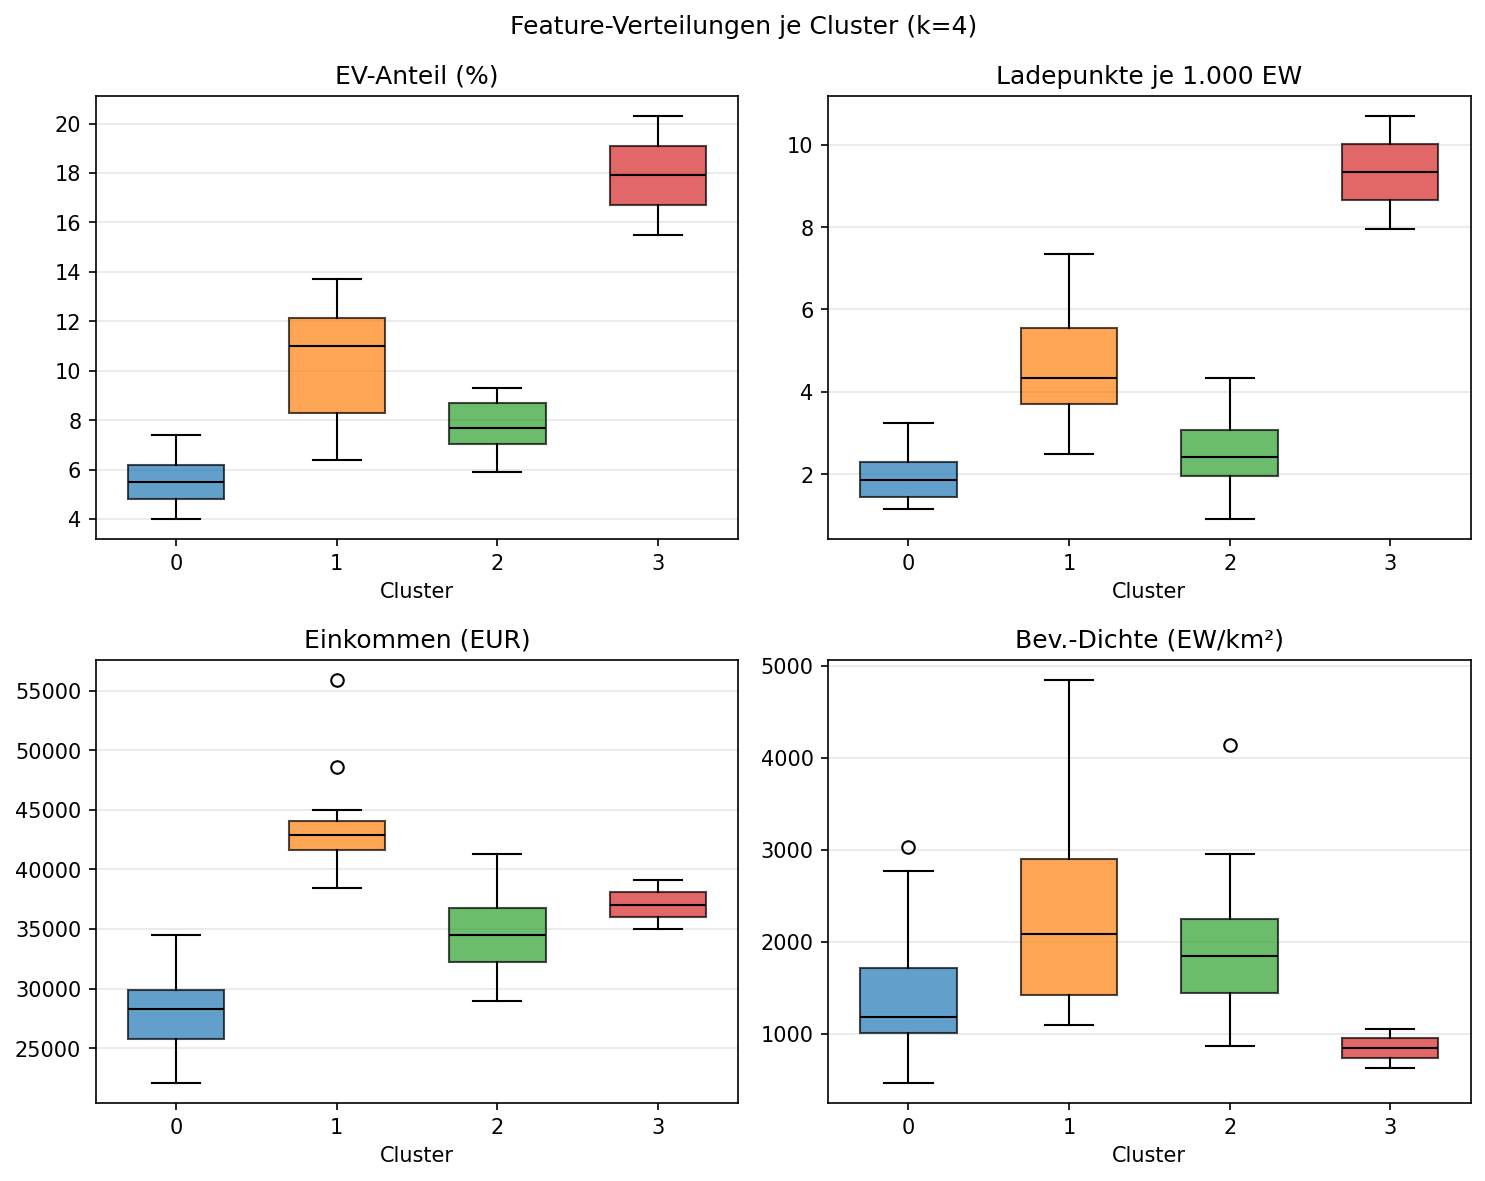 Feature-Verteilungen je Cluster (k=4)
EV-Anteil (%)
20
18
16
14
12
10
8
6
4
0 1 2 3
Cluster
Ladepunkte je 1.000 EW
10
8
6
4
2
0 1 2 3
Cluster
Einkommen (EUR)
55000
50000
45000
40000
35000
30000
25000
0 1 2 3
Cluster
Bev.-Dichte (EW/km²)
5000
4000
3000
2000
1000
0 1 2 3
Cluster